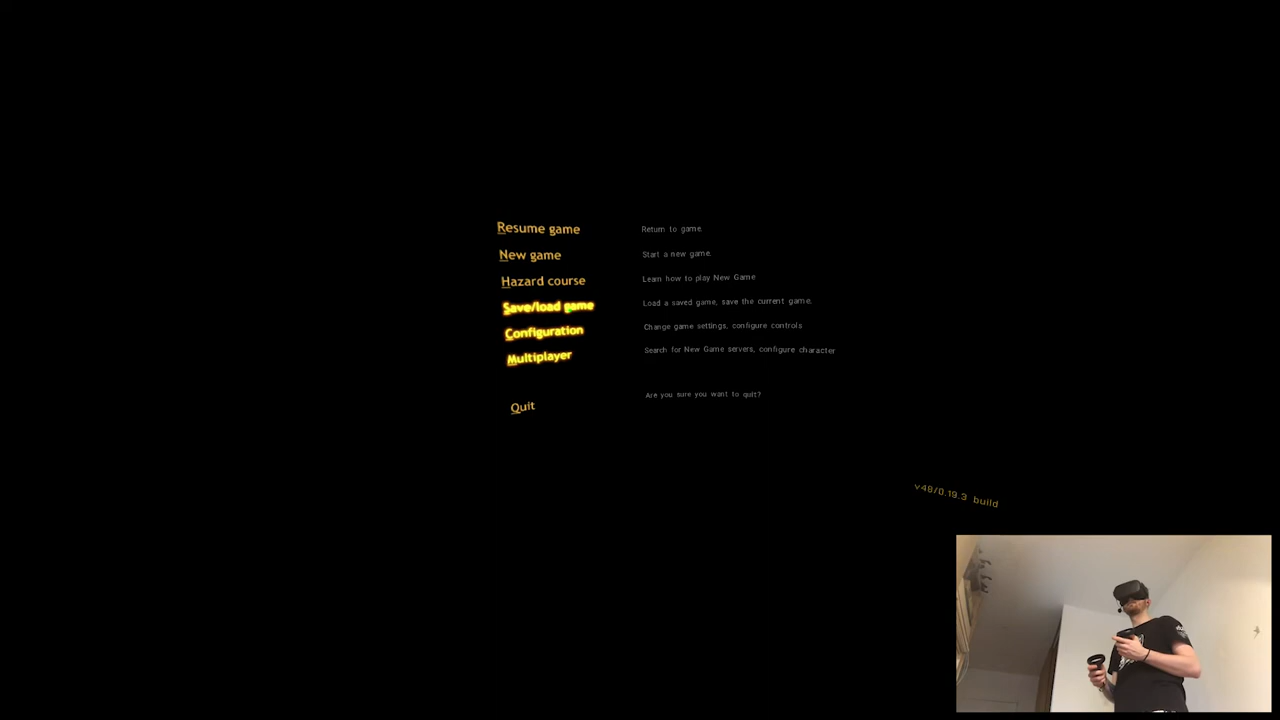 Resume game Return to game.
New game Start a new game.
Hazard course Learn how to play New Game
Save/load game Load a saved game, save the current game.
Configuration Change game settings, configure controls
Multiplayer Search for New Game servers, configure character
Quit Are you sure you want to quit?
v48/0.19.3 build